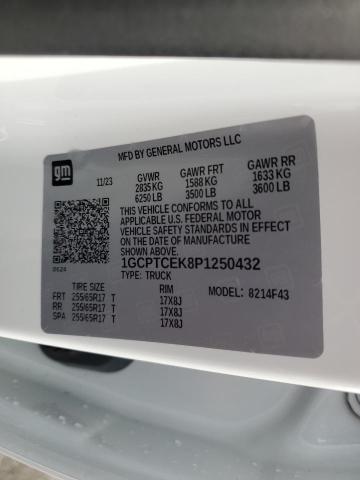 gm
MFD BY GENERAL MOTORS LLC
11/23 GVWR GAWR FRT GAWR RR
2835 KG 1588 KG 1633 KG
6250 LB 3500 LB 3600 LB
THIS VEHICLE CONFORMS TO ALL
APPLICABLE U.S. FEDERAL MOTOR
VEHICLE SAFETY STANDARDS IN EFFECT
ON THE DATE OF MANUFACTURE
SHOWN ABOVE.
1GCPTCEK8P1250432
TYPE: TRUCK
TIRE SIZE RIM MODEL: 8214F43
FRT 255/65R17 T 17X8J
RR 255/65R17 T 17X8J
SPA 255/65R17 T 17X8J